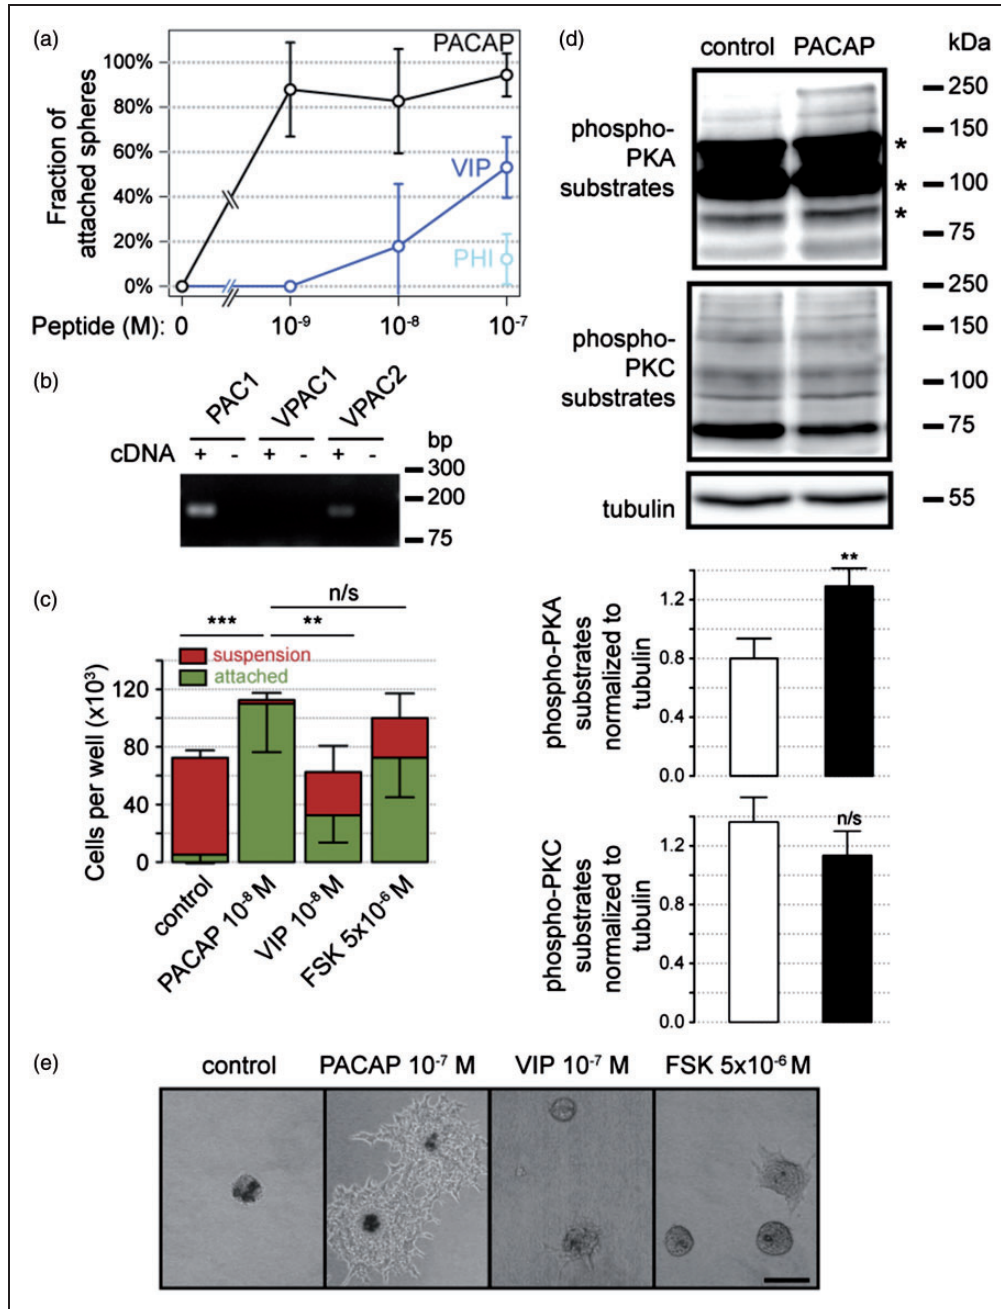 (a)
PACAP
VIP
PHI
Fraction of
attached spheres
100%
80%
60%
40%
20%
0%
Peptide (M): 0 10⁻⁹ 10⁻⁸ 10⁻⁷
(b)
PAC1 VPAC1 VPAC2
cDNA + - + - + -
bp
300
200
75
(c)
n/s
*** **
suspension
attached
Cells per well (x10³)
120
80
40
0
control
PACAP 10⁻⁸ M
VIP 10⁻⁸ M
FSK 5x10⁻⁶ M
(d)
control PACAP kDa
phospho-
PKA
substrates
250
150
100
75
*
*
*
phospho-
PKC
substrates
250
150
100
75
tubulin
55
phospho-PKA
substrates
normalized to
tubulin
1.2
0.8
0.4
0.0
**
phospho-PKC
substrates
normalized to
tubulin
1.2
0.8
0.4
0.0
n/s
(e)
control PACAP 10⁻⁷ M VIP 10⁻⁷ M FSK 5x10⁻⁶ M